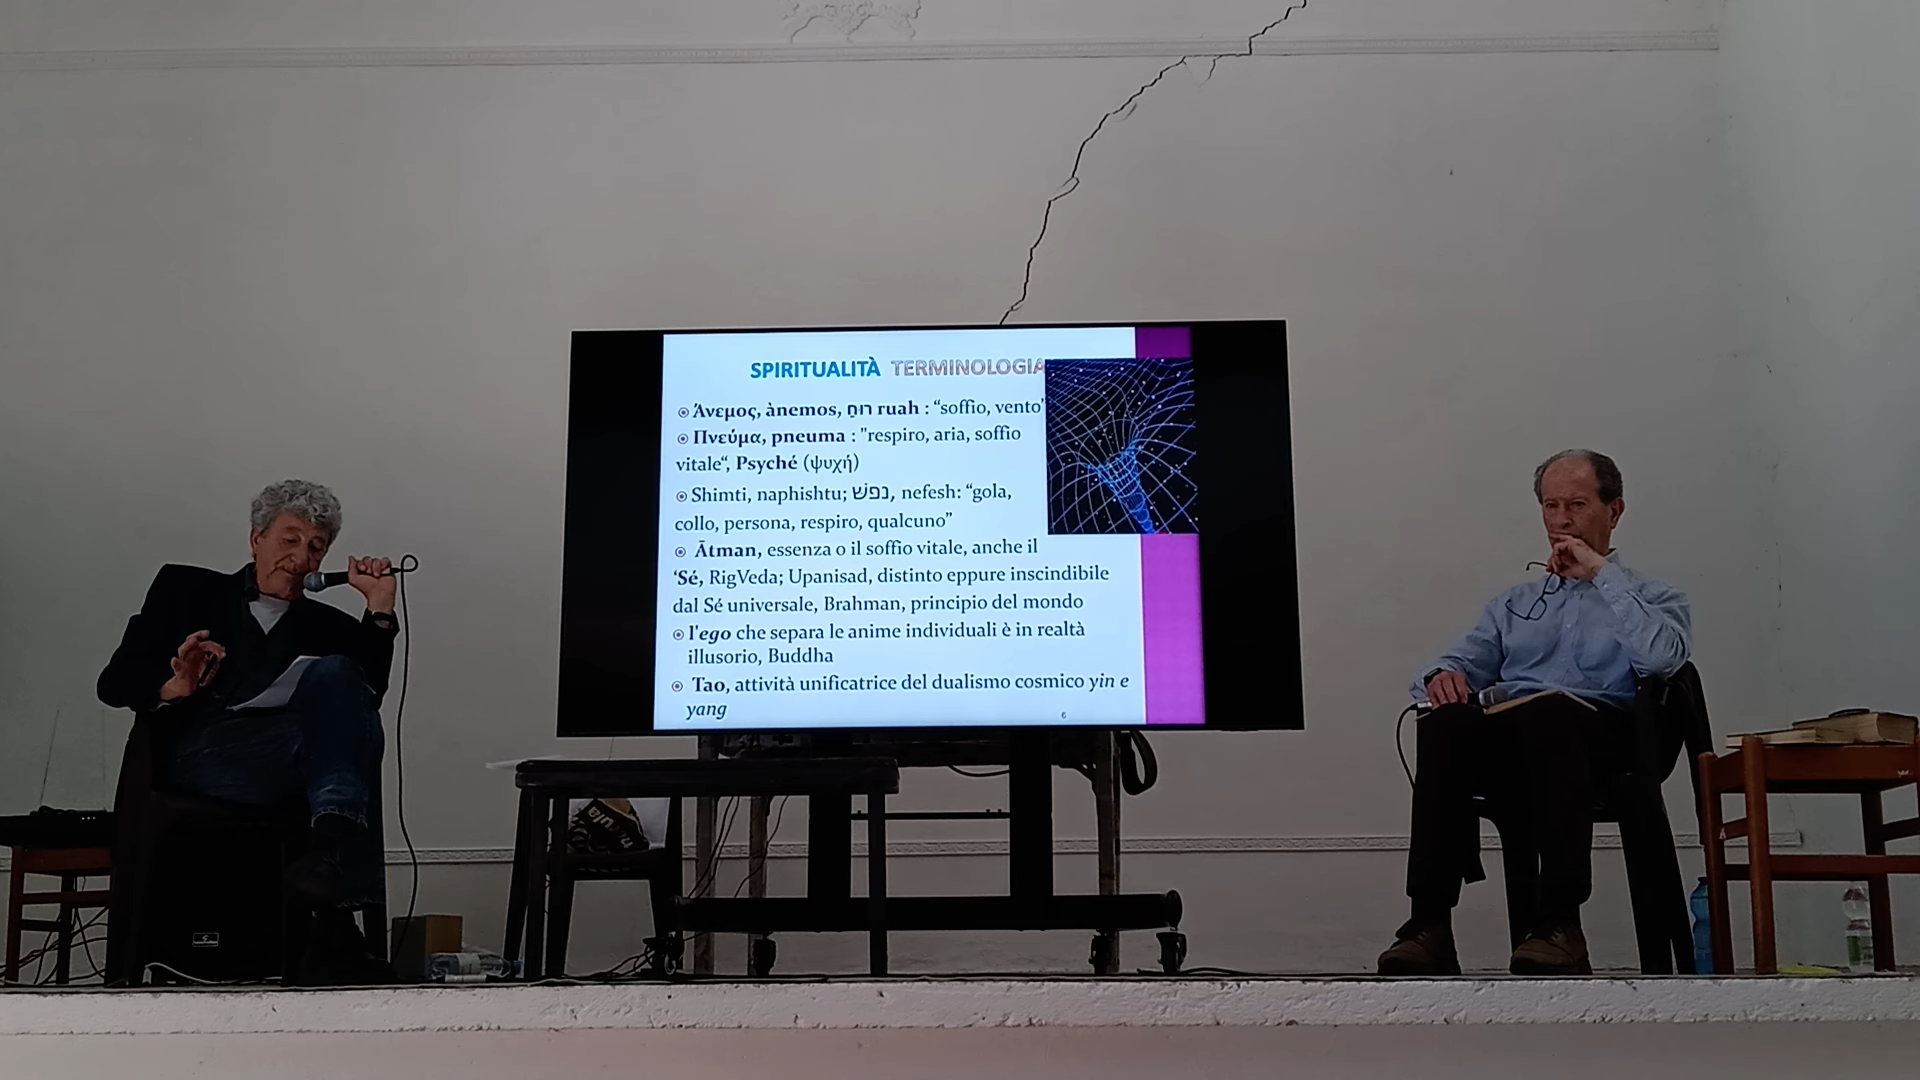 SPIRITUALITÀ TERMINOLOGIA
Άνεμος, ànemos, רוּחַ ruah : “soffio, vento”
Πνεύμα, pneuma : "respiro, aria, soffio
vitale“, Psyché (ψυχή)
Shimti, naphishtu; נפש, nefesh: “gola,
collo, persona, respiro, qualcuno”
Ātman, essenza o il soffio vitale, anche il
‘Sé, RigVeda; Upanisad, distinto eppure inscindibile
dal Sé universale, Brahman, principio del mondo
l'ego che separa le anime individuali è in realtà
illusorio, Buddha
Tao, attività unificatrice del dualismo cosmico yin e
yang
6